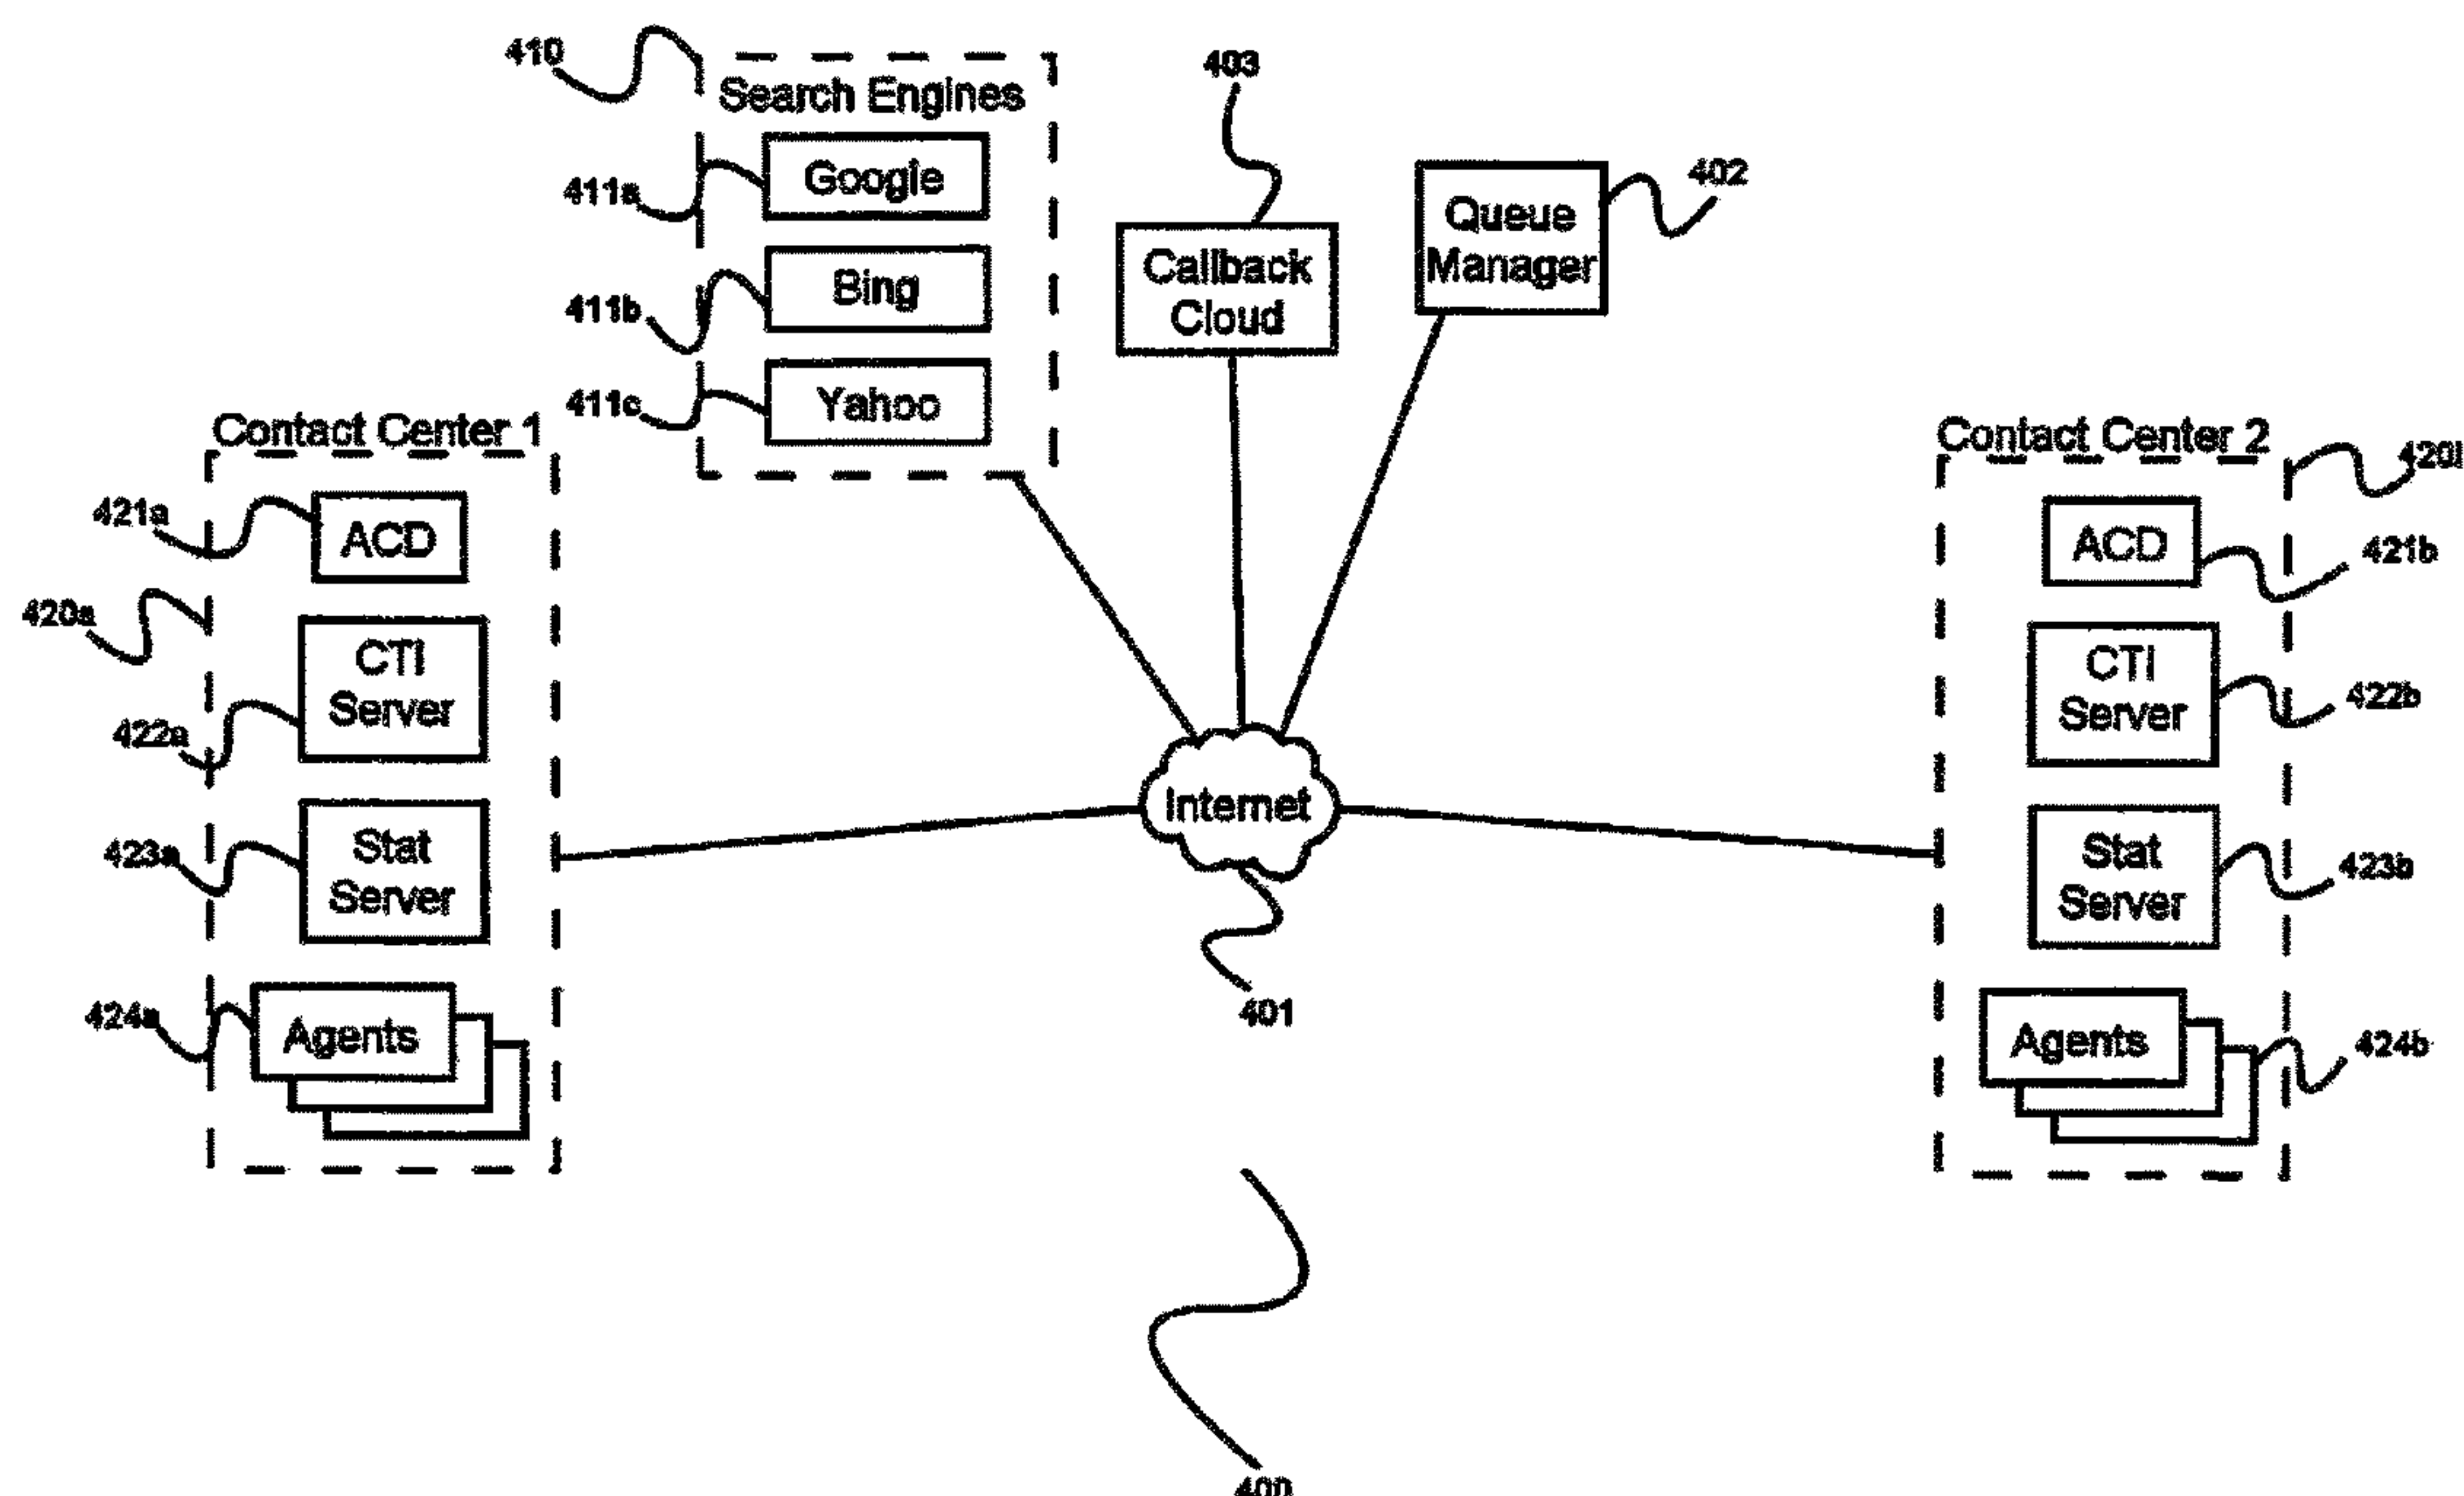 410
Search Engines
403
402
411a
Google
Queue
Manager
411b
Bing
Callback
Cloud
411c
Yahoo
Contact Center 1
Contact Center 2
421a
ACD
ACD
421b
420a
CTI
Server
CTI
Server
422a
422b
Internet
423a
Stat
Server
Stat
Server
423b
424a
Agents
401
Agents
424b
400